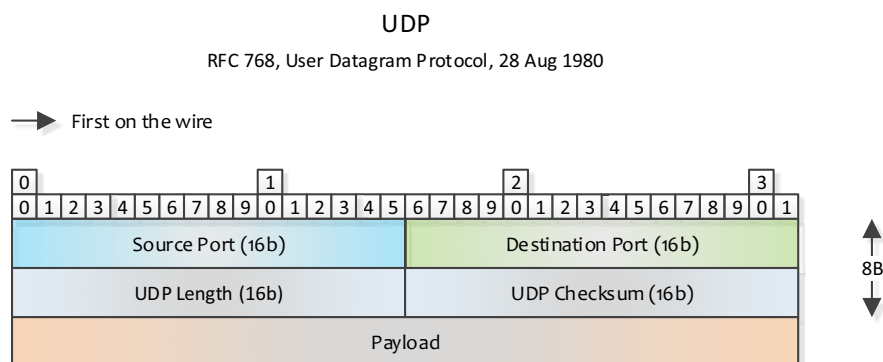 UDP
RFC 768, User Datagram Protocol, 28 Aug 1980
First on the wire
0 1 2 3
0 1 2 3 4 5 6 7 8 9 0 1 2 3 4 5 6 7 8 9 0 1 2 3 4 5 6 7 8 9 0 1
Source Port (16b) Destination Port (16b)
8B
UDP Length (16b) UDP Checksum (16b)
Payload